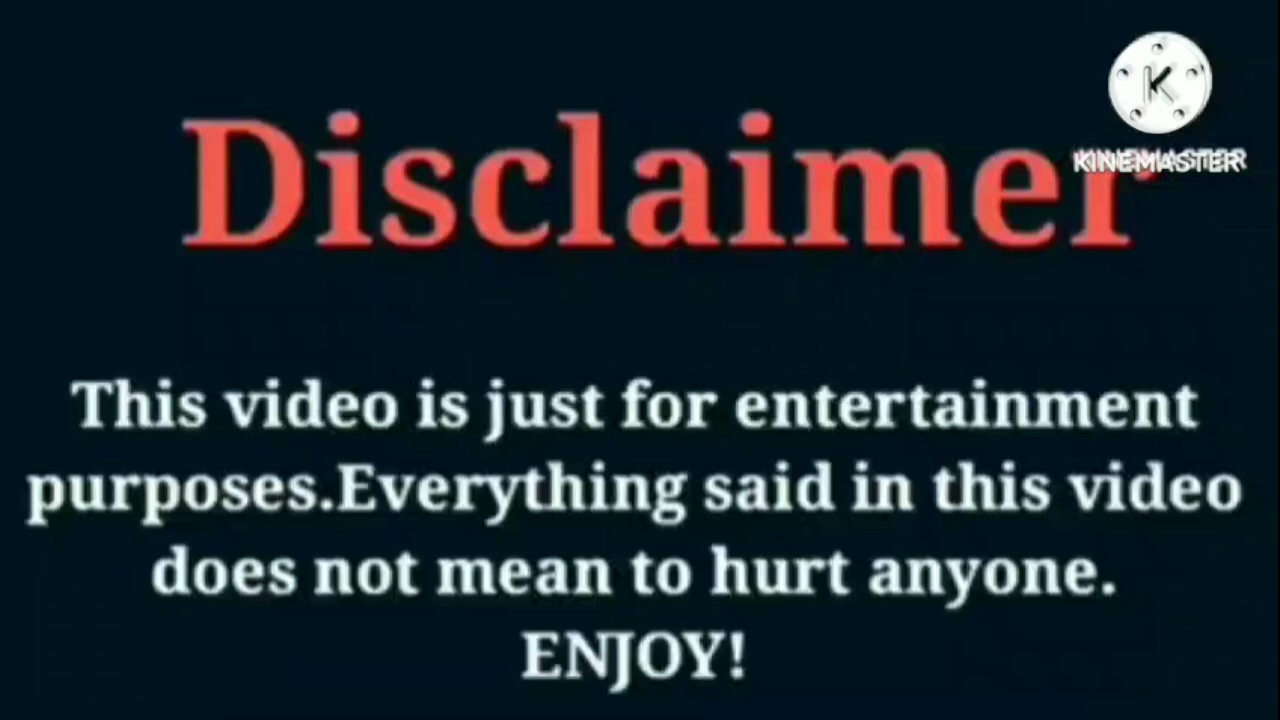 K
KINEMASTER
Disclaimer
This video is just for entertainment
purposes.Everything said in this video
does not mean to hurt anyone.
ENJOY!